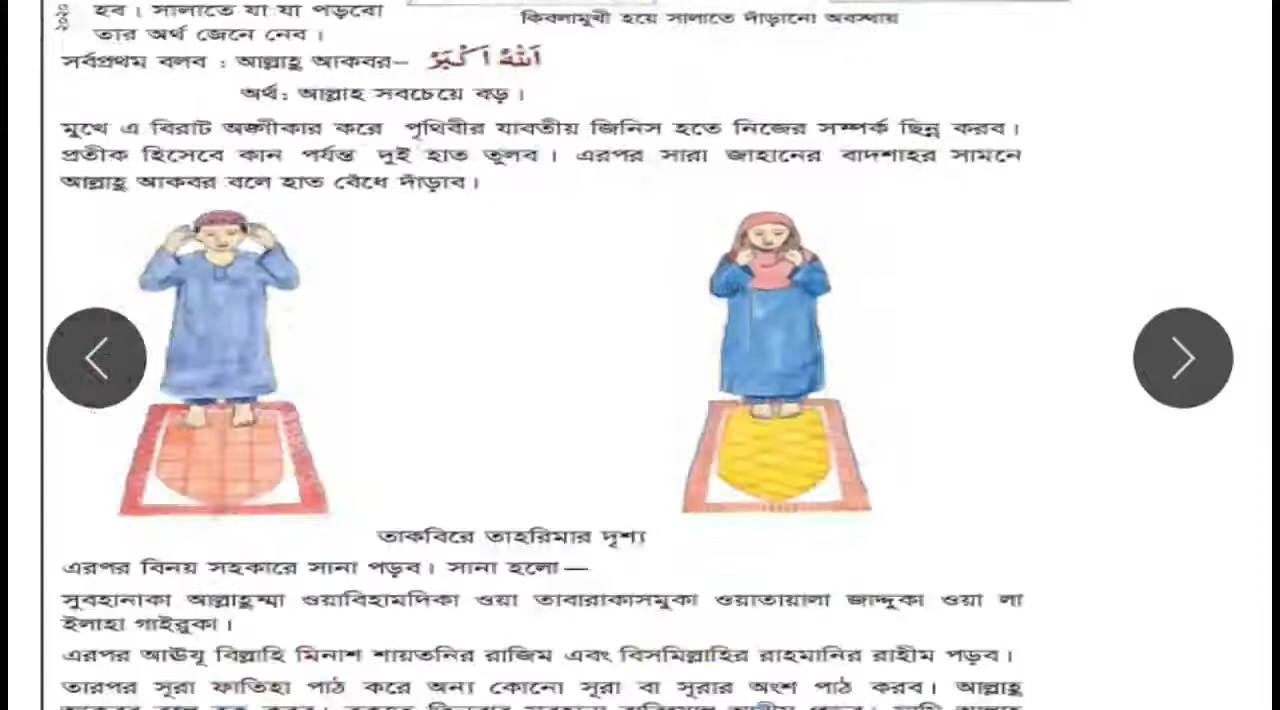 হব। সালাতে যা যা পড়বো
কিবলামুখী হয়ে সালাতে দাঁড়ানো অবস্থায়
তার অর্থ জেনে নেব।
সর্বপ্রথম বলব : আল্লাহু আকবর– اَللّٰهُ اَكْبَرُ
অর্থ: আল্লাহ সবচেয়ে বড়।
মুখে এ বিরাট অঙ্গীকার করে পৃথিবীর যাবতীয় জিনিস হতে নিজের সম্পর্ক ছিন্ন করব।
প্রতীক হিসেবে কান পর্যন্ত দুই হাত তুলব। এরপর সারা জাহানের বাদশাহর সামনে
আল্লাহু আকবর বলে হাত বেঁধে দাঁড়াব।
তাকবিরে তাহরিমার দৃশ্য
এরপর বিনয় সহকারে সানা পড়ব। সানা হলো—
সুবহানাকা আল্লাহুম্মা ওয়াবিহামদিকা ওয়া তাবারাকাসমুকা ওয়াতায়ালা জাদ্দুকা ওয়া লা
ইলাহা গাইরুকা।
এরপর আঊযু বিল্লাহি মিনাশ শায়তনির রাজিম এবং বিসমিল্লাহির রাহমানির রাহীম পড়ব।
তারপর সূরা ফাতিহা পাঠ করে অন্য কোনো সূরা বা সূরার অংশ পাঠ করব। আল্লাহু